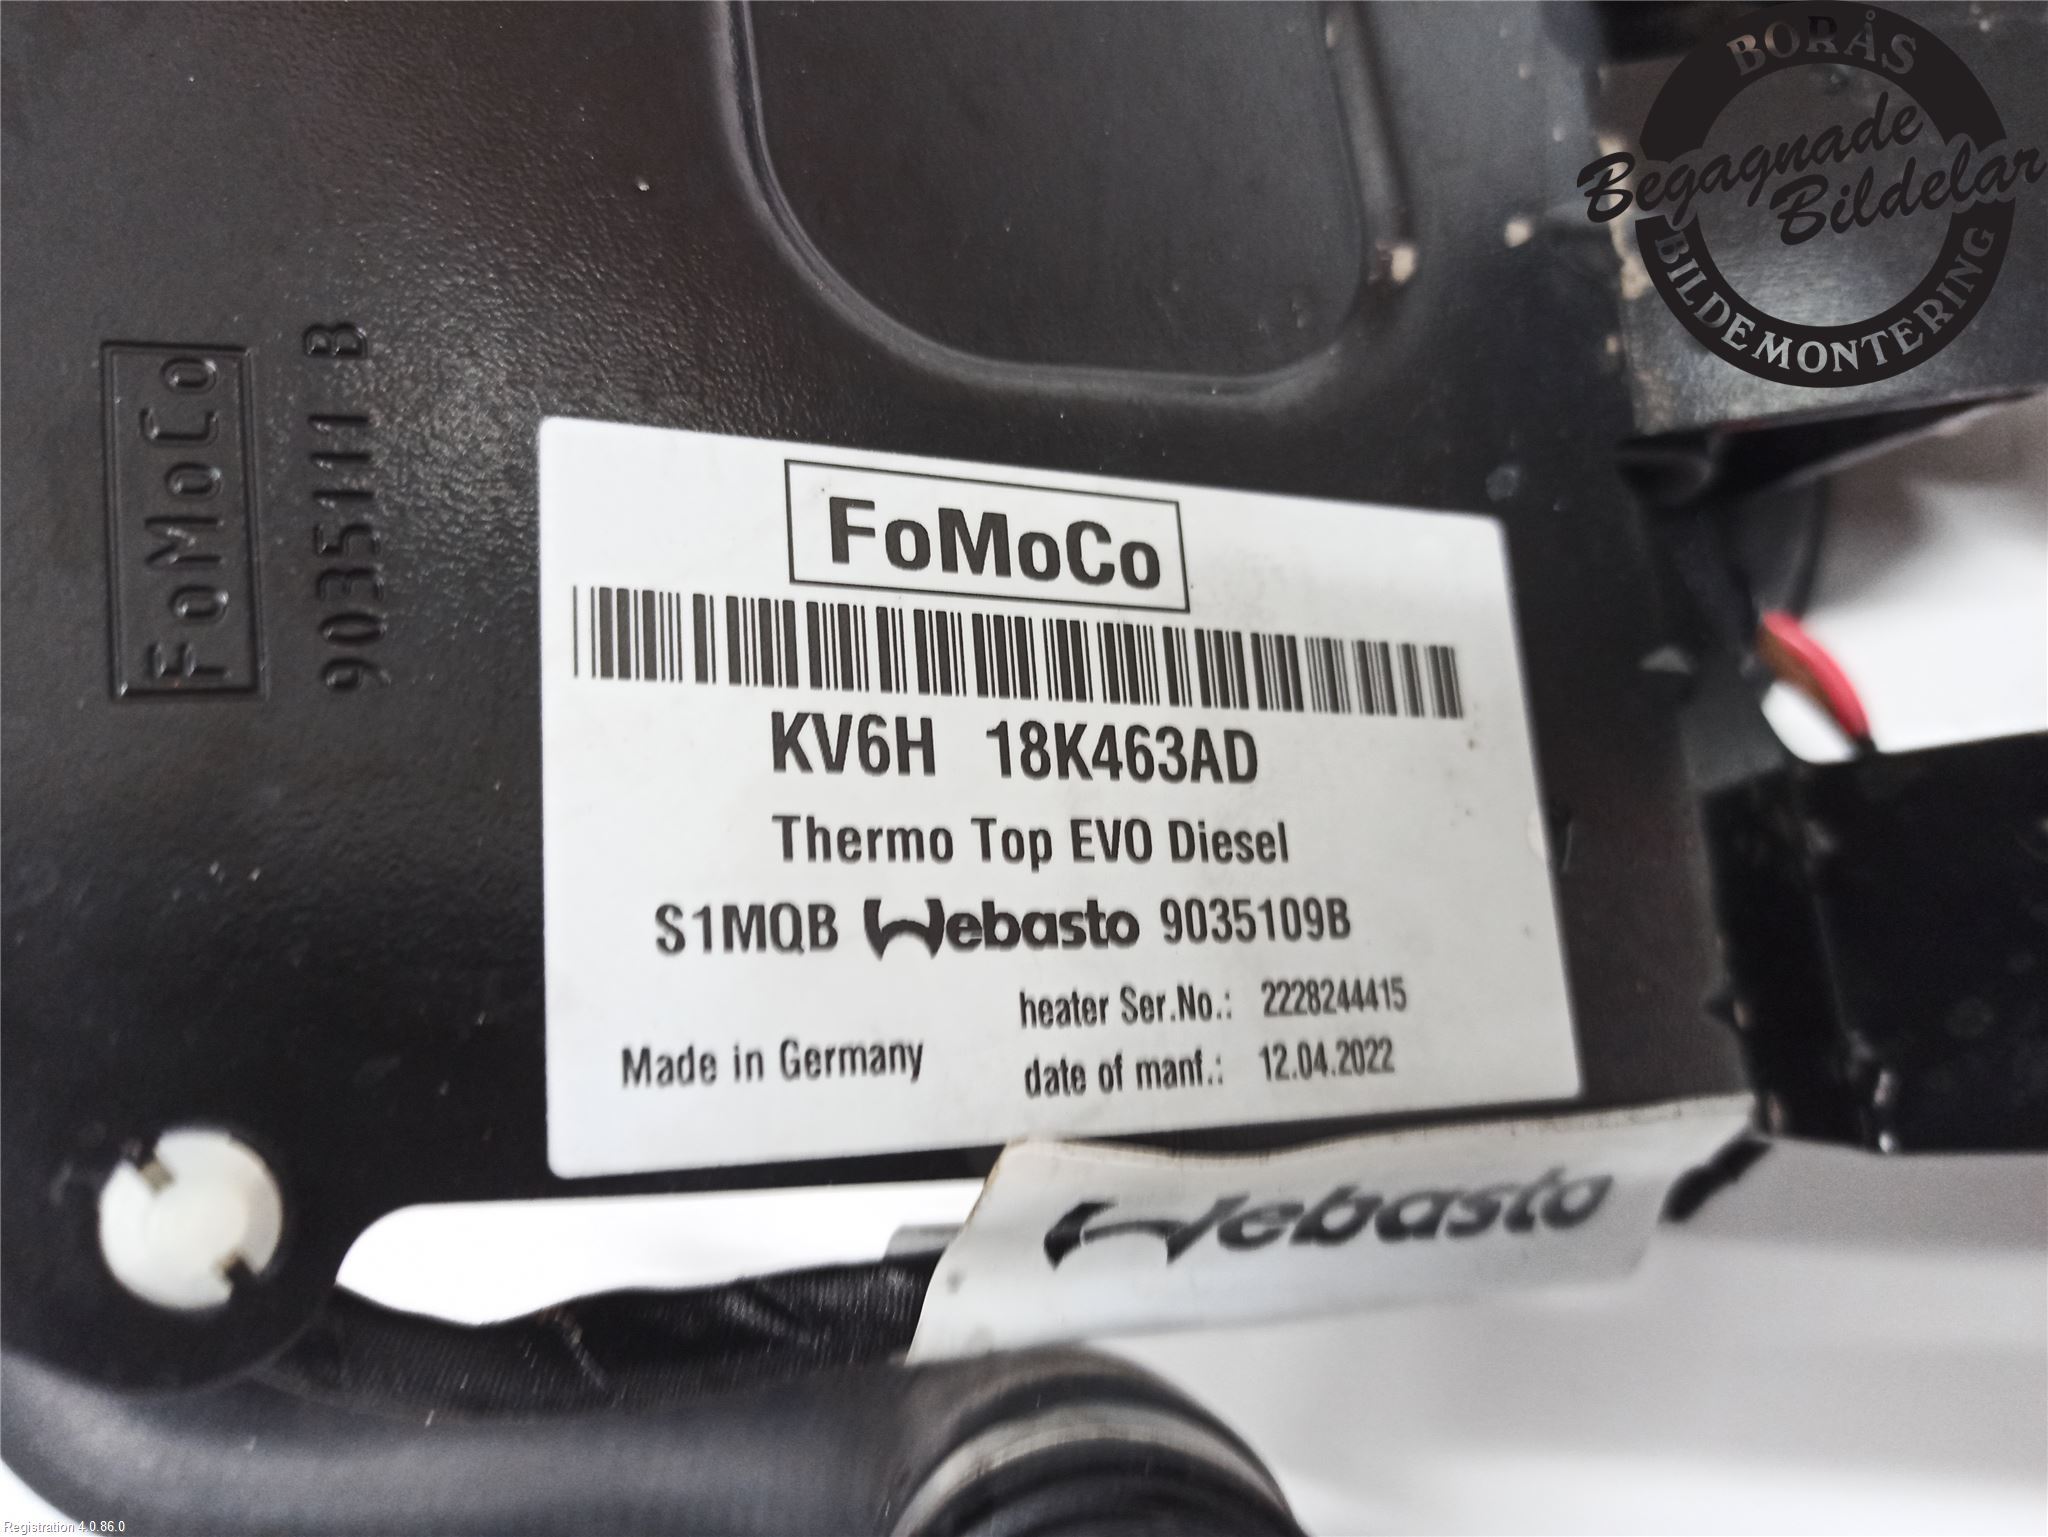 BORÅS
Begagnade
Bildelar
BILDEMONTERING
FoMoCo
9035111 B
FoMoCo
KV6H 18K463AD
Thermo Top EVO Diesel
S1MQB Webasto 9035109B
heater Ser.No.: 2228244415
Made in Germany date of manf.: 12.04.2022
Webasto
Registration 4.0.86.0